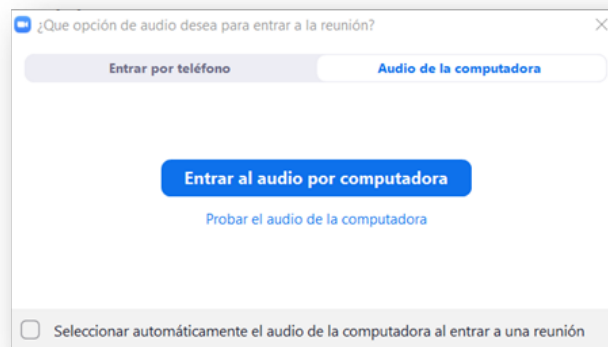 ¿Que opción de audio desea para entrar a la reunión?
Entrar por teléfono
Audio de la computadora
Entrar al audio por computadora
Probar el audio de la computadora
Seleccionar automáticamente el audio de la computadora al entrar a una reunión